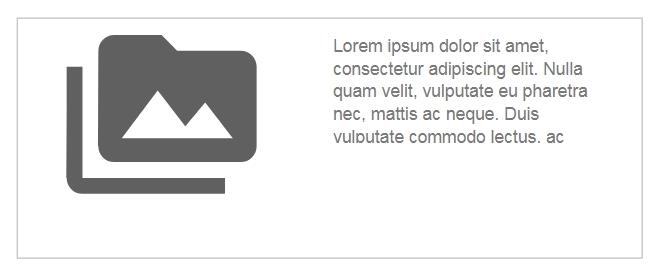 Lorem ipsum dolor sit amet,
consectetur adipiscing elit. Nulla
quam velit, vulputate eu pharetra
nec, mattis ac neque. Duis
vulputate commodo lectus, ac